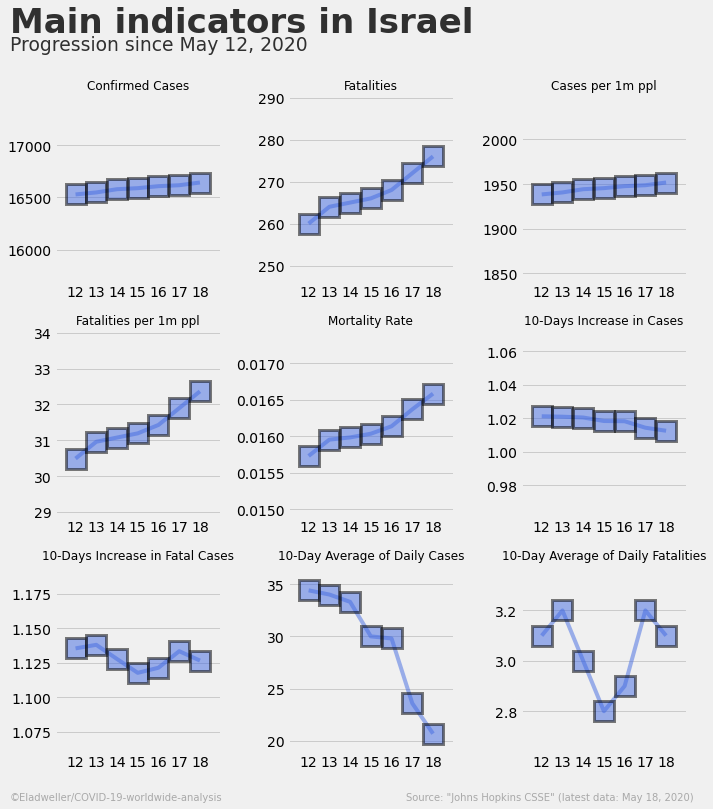 Main indicators in Israel
Progression since May 12, 2020
Confirmed Cases
17000
16500
16000
12 13 14 15 16 17 18
Fatalities
290
280
270
260
250
12 13 14 15 16 17 18
Cases per 1m ppl
2000
1950
1900
1850
12 13 14 15 16 17 18
Fatalities per 1m ppl
34
33
32
31
30
29
12 13 14 15 16 17 18
Mortality Rate
0.0170
0.0165
0.0160
0.0155
0.0150
12 13 14 15 16 17 18
10-Days Increase in Cases
1.06
1.04
1.02
1.00
0.98
12 13 14 15 16 17 18
10-Days Increase in Fatal Cases
1.175
1.150
1.125
1.100
1.075
12 13 14 15 16 17 18
10-Day Average of Daily Cases
35
30
25
20
12 13 14 15 16 17 18
10-Day Average of Daily Fatalities
3.2
3.0
2.8
12 13 14 15 16 17 18
©Eladweller/COVID-19-worldwide-analysis
Source: "Johns Hopkins CSSE" (latest data: May 18, 2020)